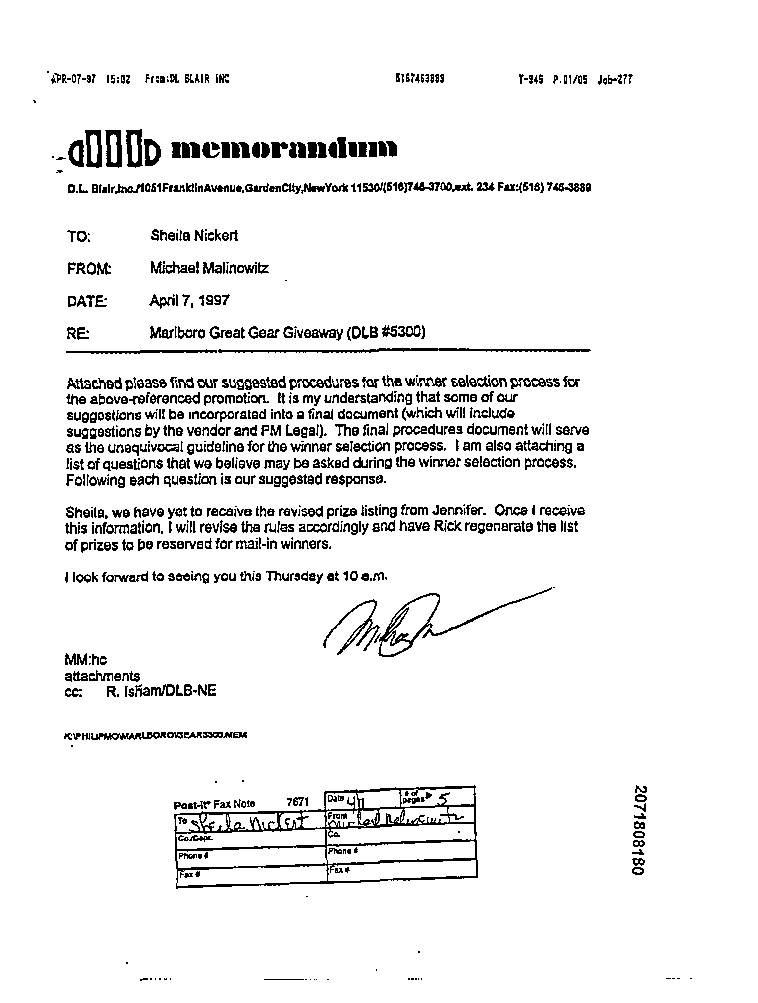 APR-07-97 15:02 From:DL BLAIR INC 5167463889 T-945 P.01/05 Job-277
memorandum
D.L. Blair,Inc./1051FranklinAvenue,GardenCity,NewYork 11530/(516)746-3700,ext. 234 Fax:(516) 746-3889
TO: Sheila Nickert
FROM: Michael Malinowitz
DATE: April 7, 1997
RE: Marlboro Great Gear Giveaway (DLB #5300)
Attached please find our suggested procedures for the winner selection process for
the above-referenced promotion. It is my understanding that some of our
suggestions will be incorporated into a final document (which will include
suggestions by the vendor and PM Legal). The final procedures document will serve
as the unequivocal guideline for the winner selection process. I am also attaching a
list of questions that we believe may be asked during the winner selection process.
Following each question is our suggested response.
Sheila, we have yet to receive the revised prize listing from Jennifer. Once I receive
this information, I will revise the rules accordingly and have Rick regenerate the list
of prizes to be reserved for mail-in winners.
I look forward to seeing you this Thursday at 10 a.m.
MM:hc
attachments
cc: R. Isham/DLB-NE
Post-it® Fax Note 7671 Date 4/7 # of pages 5
To Sheila Nickert From Michael Malinowitz
Co./Dept. Co.
Phone # Phone #
Fax # Fax #
2071808180